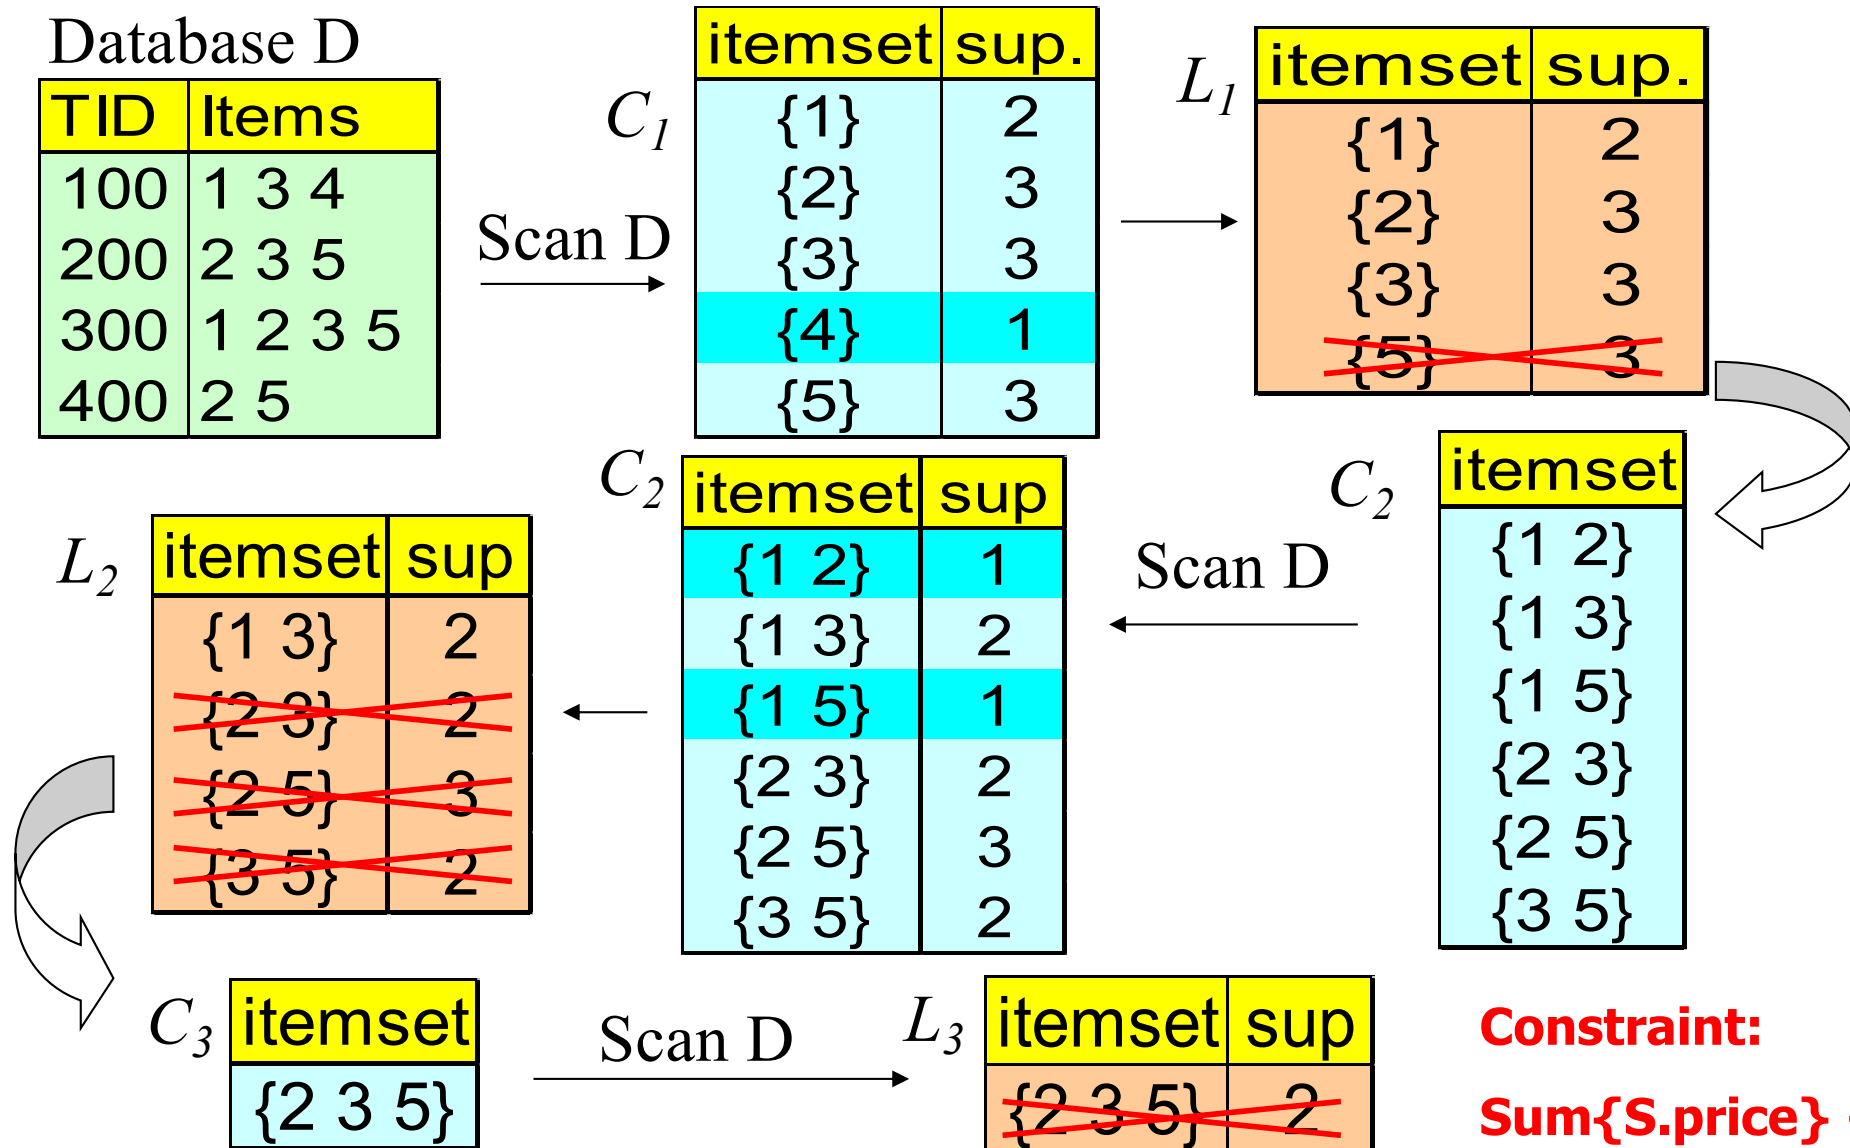 Database D
TID Items
100 1 3 4
200 2 3 5
300 1 2 3 5
400 2 5
Scan D
C1
itemset sup.
{1} 2
{2} 3
{3} 3
{4} 1
{5} 3
L1
itemset sup.
{1} 2
{2} 3
{3} 3
{5} 3
C2
itemset
{1 2}
{1 3}
{1 5}
{2 3}
{2 5}
{3 5}
Scan D
C2
itemset sup
{1 2} 1
{1 3} 2
{1 5} 1
{2 3} 2
{2 5} 3
{3 5} 2
L2
itemset sup
{1 3} 2
{2 3} 2
{2 5} 3
{3 5} 2
C3
itemset
{2 3 5}
Scan D
L3
itemset sup
{2 3 5} 2
Constraint:
Sum{S.price}